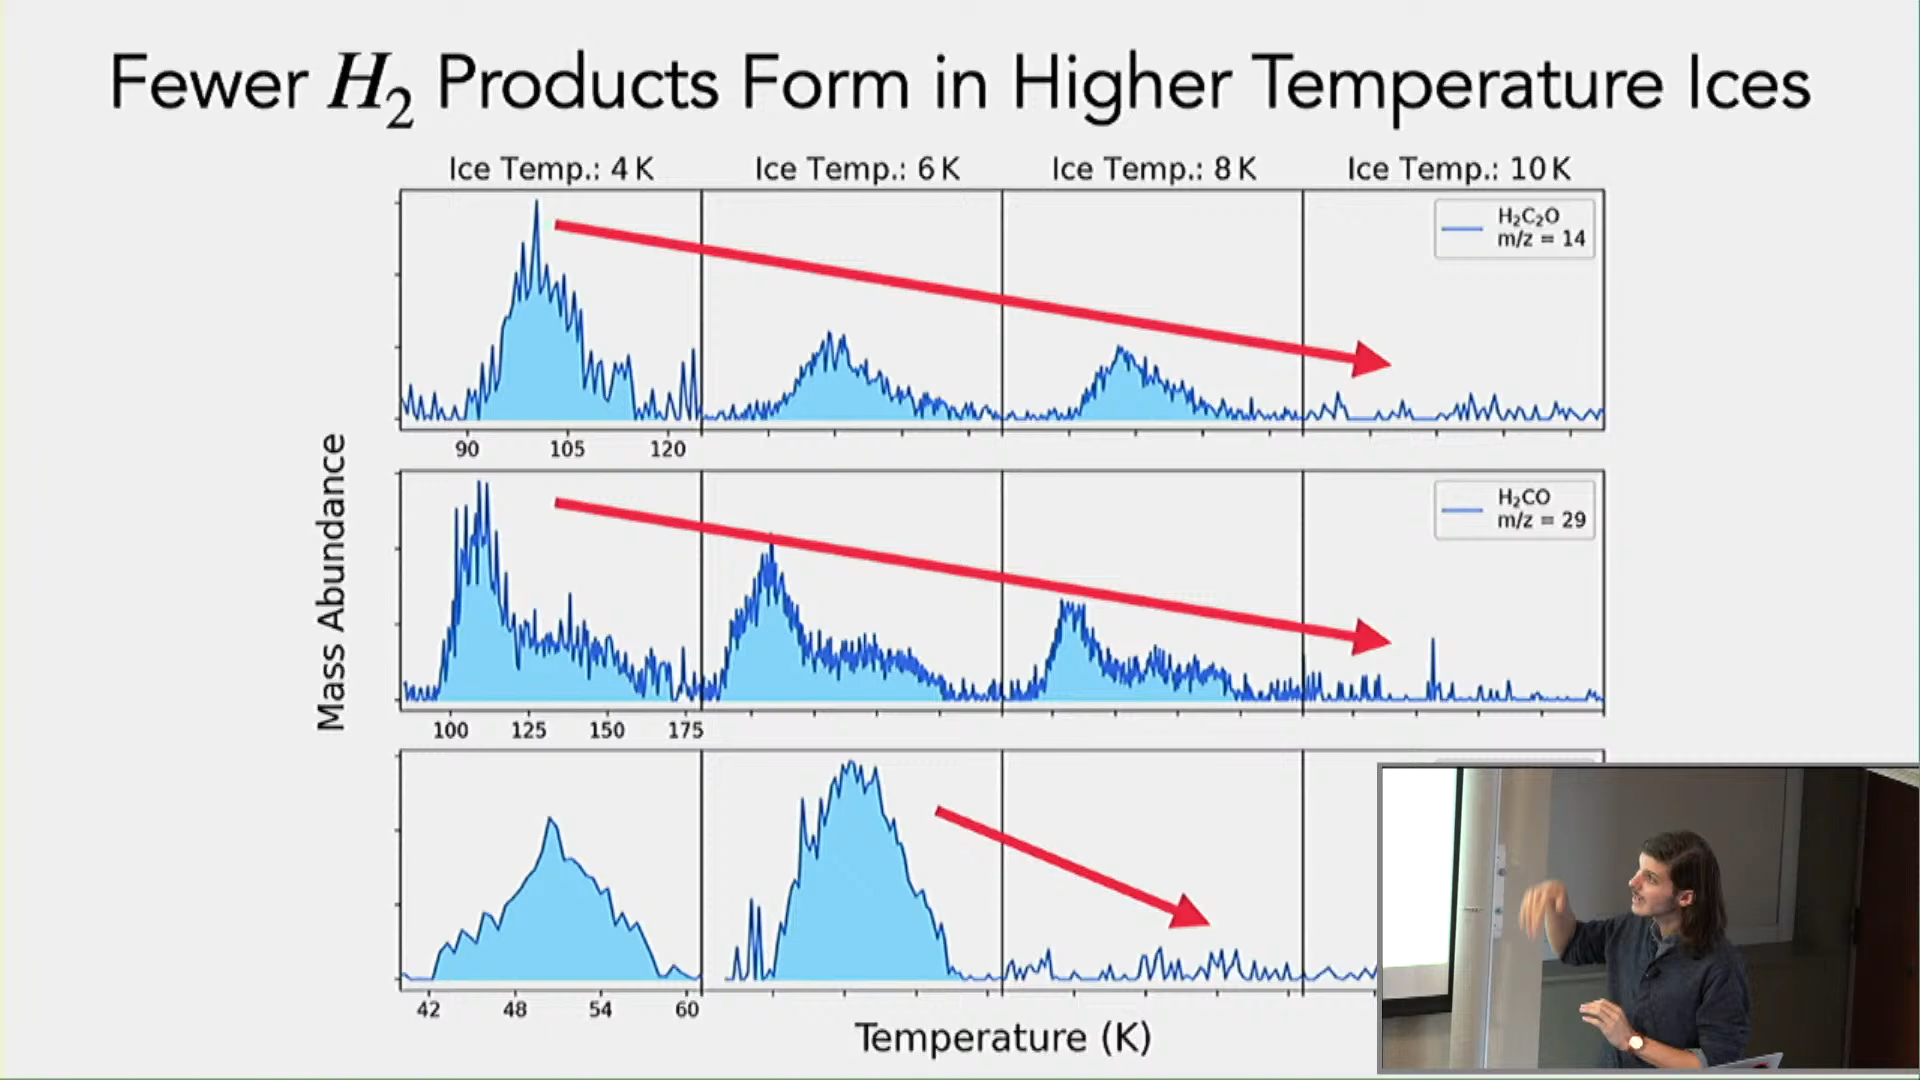 Fewer H₂ Products Form in Higher Temperature Ices
Ice Temp.: 4 K
Ice Temp.: 6 K
Ice Temp.: 8 K
Ice Temp.: 10 K
H₂C₂O
m/z = 14
90 105 120
Mass Abundance
H₂CO
m/z = 29
100 125 150 175
42 48 54 60
Temperature (K)